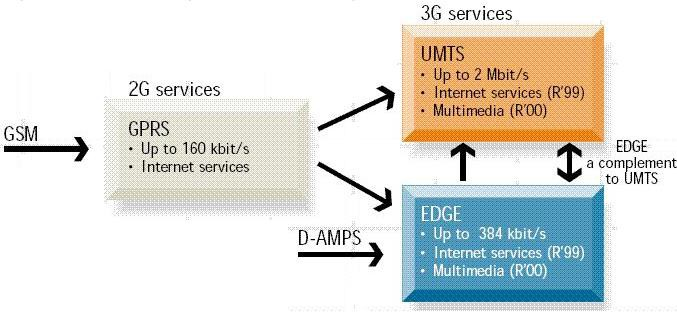 3G services
UMTS
• Up to 2 Mbit/s
• Internet services (R'99)
• Multimedia (R'00)
2G services
GPRS
• Up to 160 kbit/s
• Internet services
GSM
EDGE
a complement
to UMTS
EDGE
• Up to 384 kbit/s
• Internet services (R'99)
• Multimedia (R'00)
D-AMPS